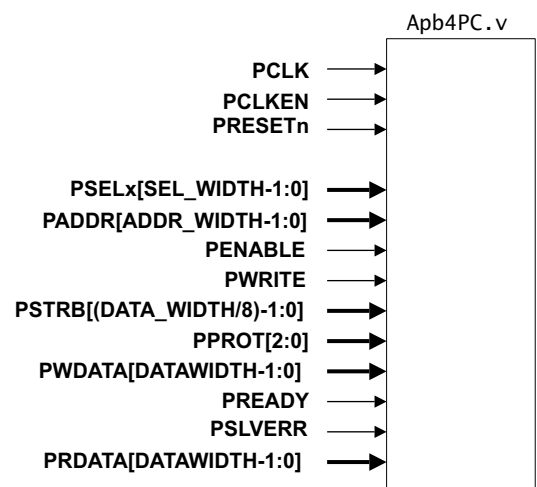 Apb4PC.v
PCLK
PCLKEN
PRESETn
PSELx[SEL_WIDTH-1:0]
PADDR[ADDR_WIDTH-1:0]
PENABLE
PWRITE
PSTRB[(DATA_WIDTH/8)-1:0]
PPROT[2:0]
PWDATA[DATAWIDTH-1:0]
PREADY
PSLVERR
PRDATA[DATAWIDTH-1:0]